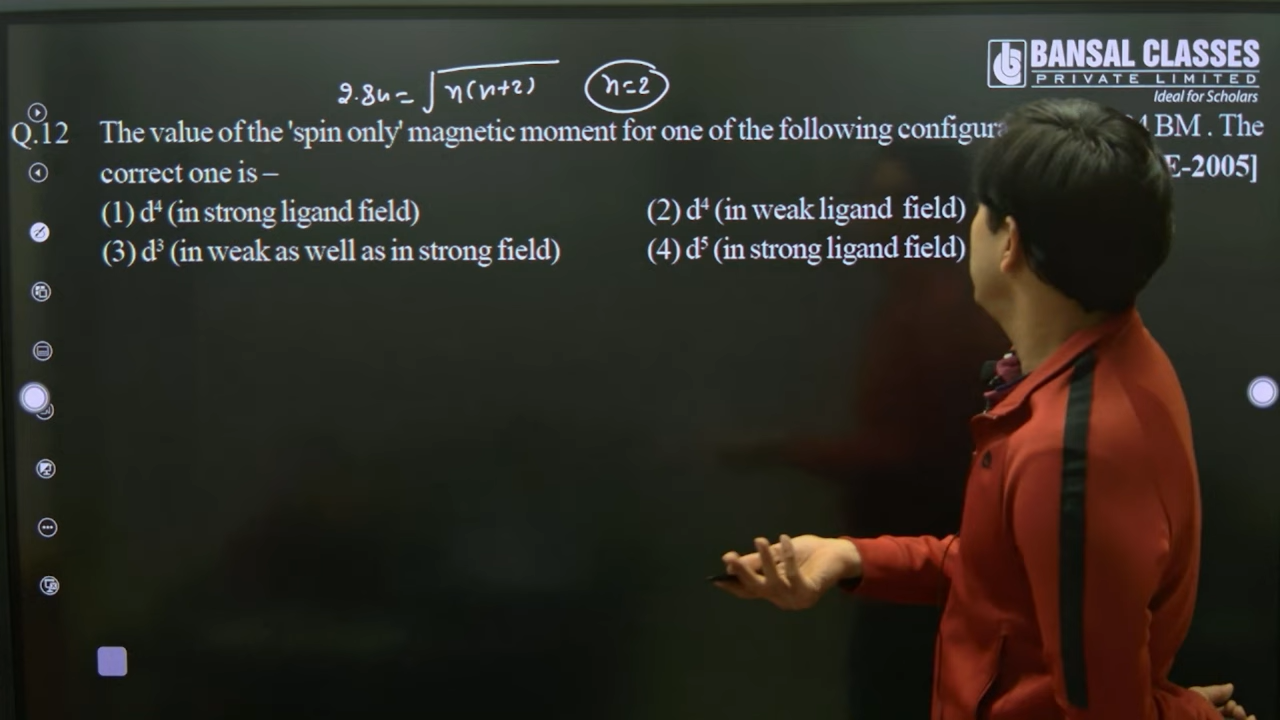 BANSAL CLASSES
PRIVATE LIMITED
Ideal for Scholars
2.84 = √n(n+2) n=2
Q.12 The value of the 'spin only' magnetic moment for one of the following BM . The
correct one is – E-2005]
(1) d⁴ (in strong ligand field) (2) d⁴ (in weak ligand field)
(3) d³ (in weak as well as in strong field) (4) d⁵ (in strong ligand field)